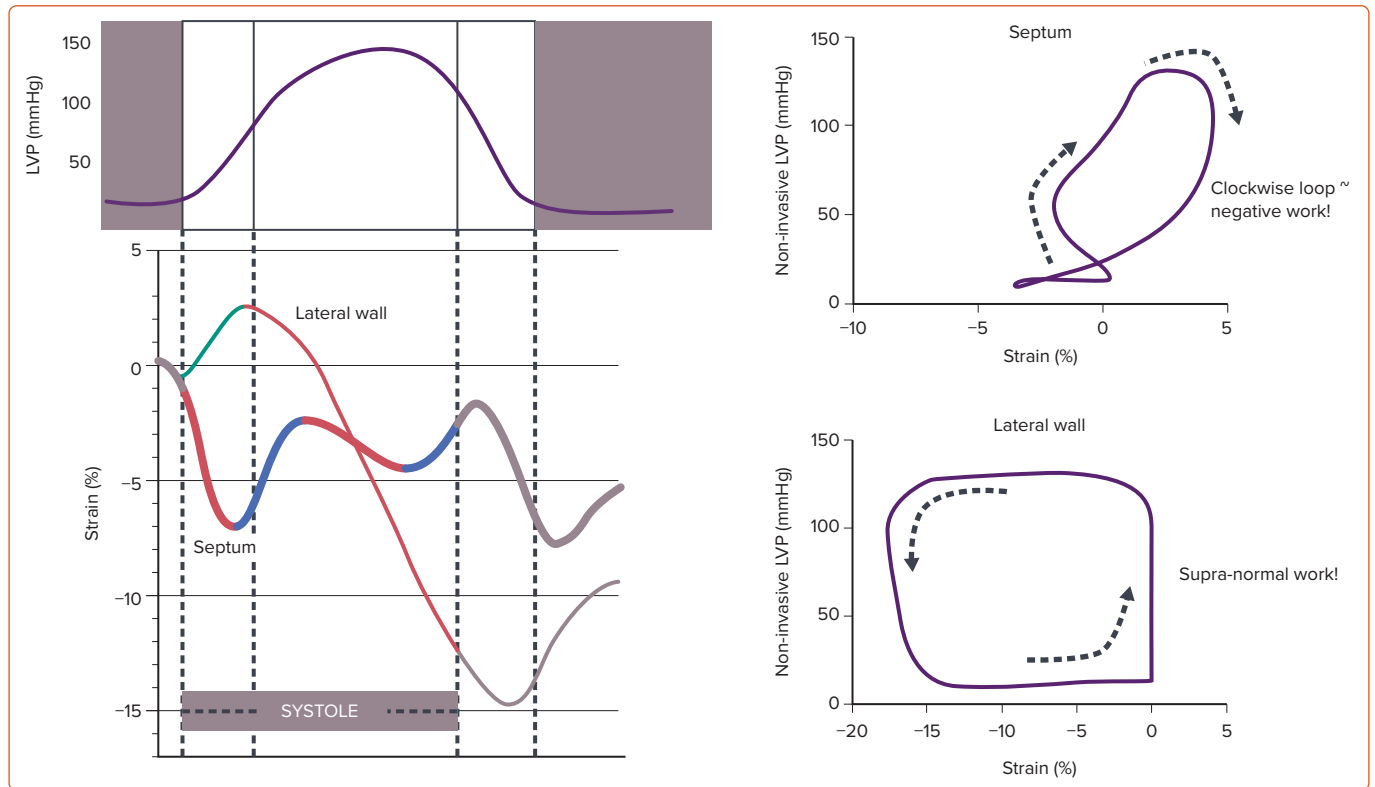 LVP (mmHg)
150
100
50
5
0
−5
−10
−15
Strain (%)
Lateral wall
Septum
SYSTOLE
Septum
Non-invasive LVP (mmHg)
150
100
50
0
−10
−5
0
5
Strain (%)
Clockwise loop ~
negative work!
Lateral wall
Non-invasive LVP (mmHg)
150
100
50
0
−20
−15
−10
−5
0
5
Strain (%)
Supra-normal work!